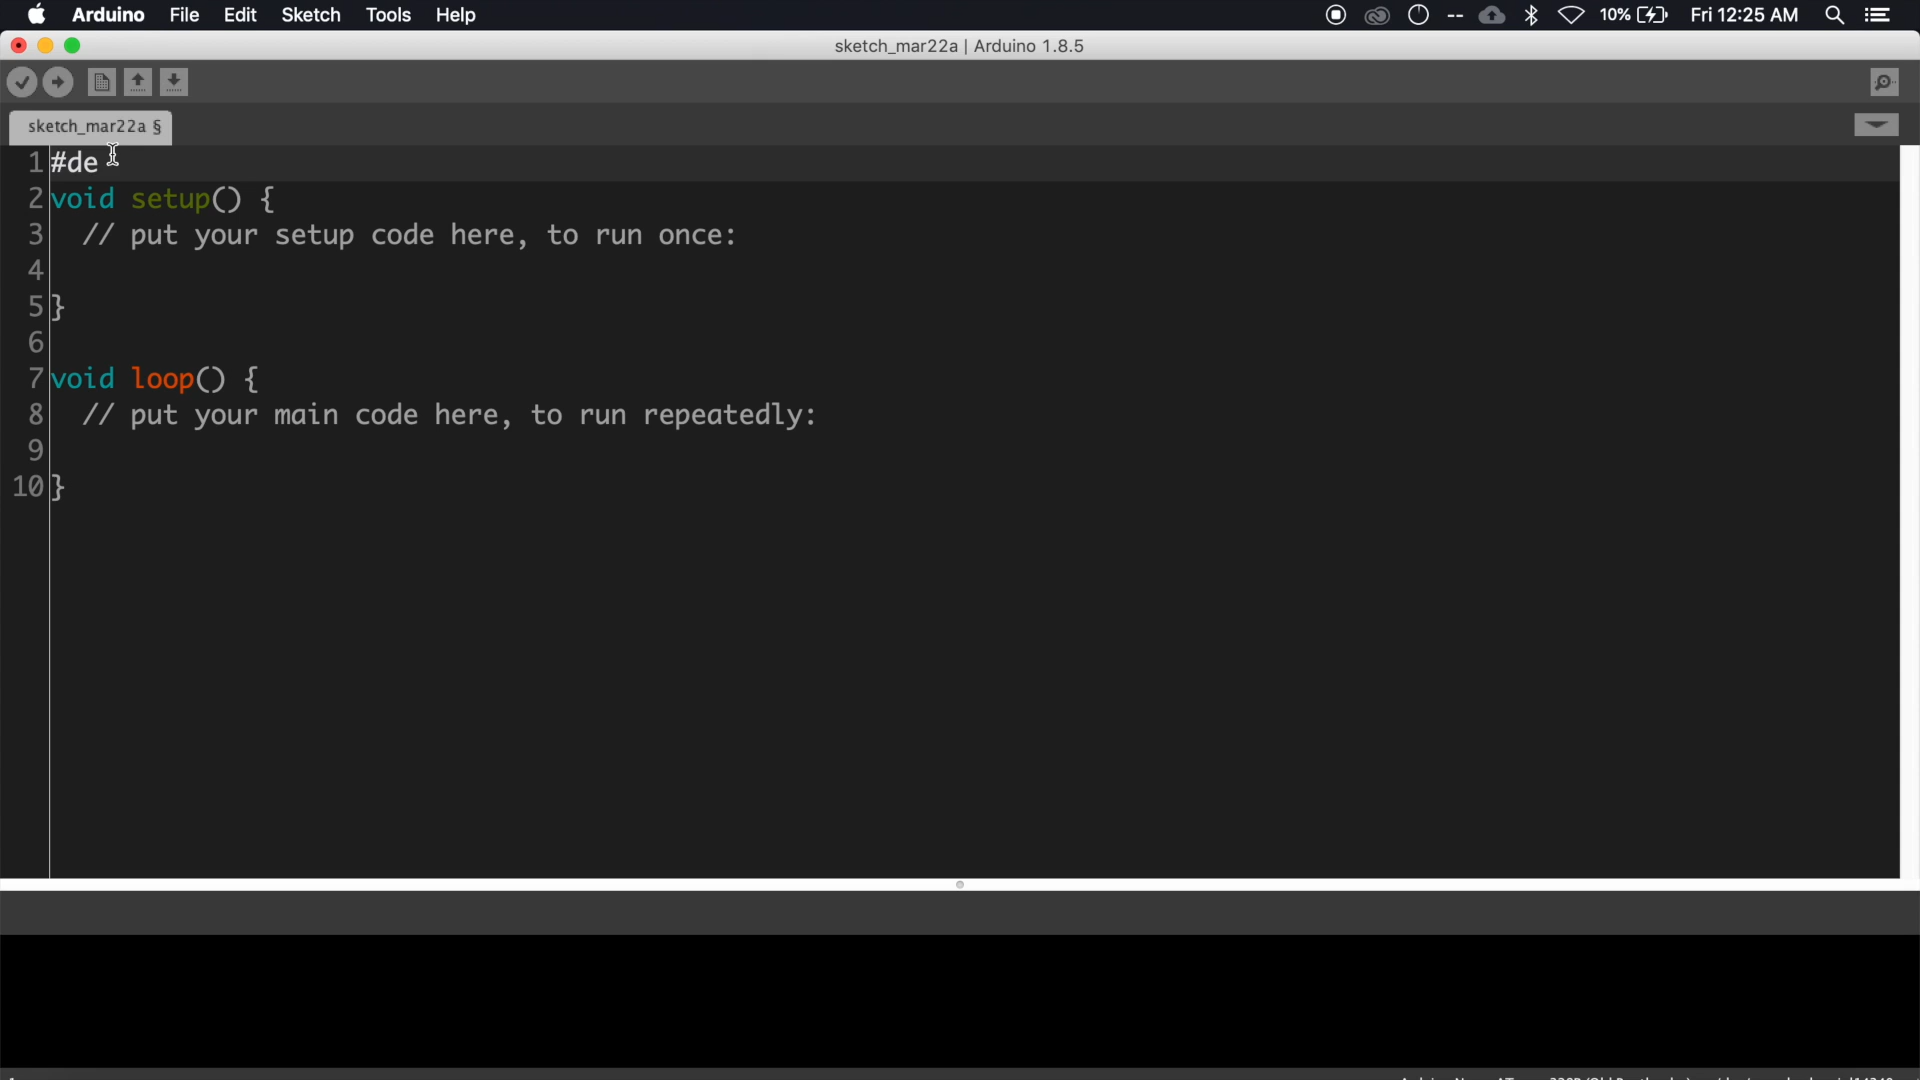 Arduino File Edit Sketch Tools Help -- 10% Fri 12:25 AM
sketch_mar22a | Arduino 1.8.5
sketch_mar22a §
1 #de
2 void setup() {
3 // put your setup code here, to run once:
4
5 }
6
7 void loop() {
8 // put your main code here, to run repeatedly:
9
10 }